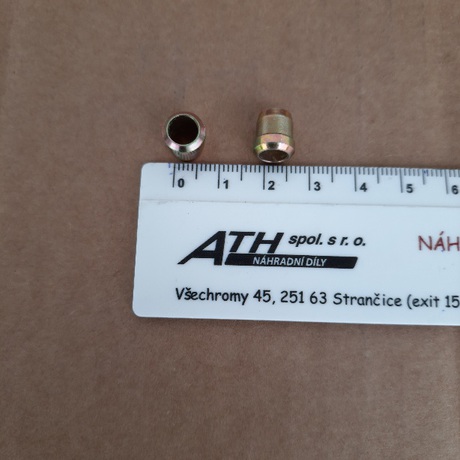 0 1 2 3 4 5 6
ATH spol. s r. o. NÁH
NÁHRADNÍ DÍLY
Všechromy 45, 251 63 Strančice (exit 15